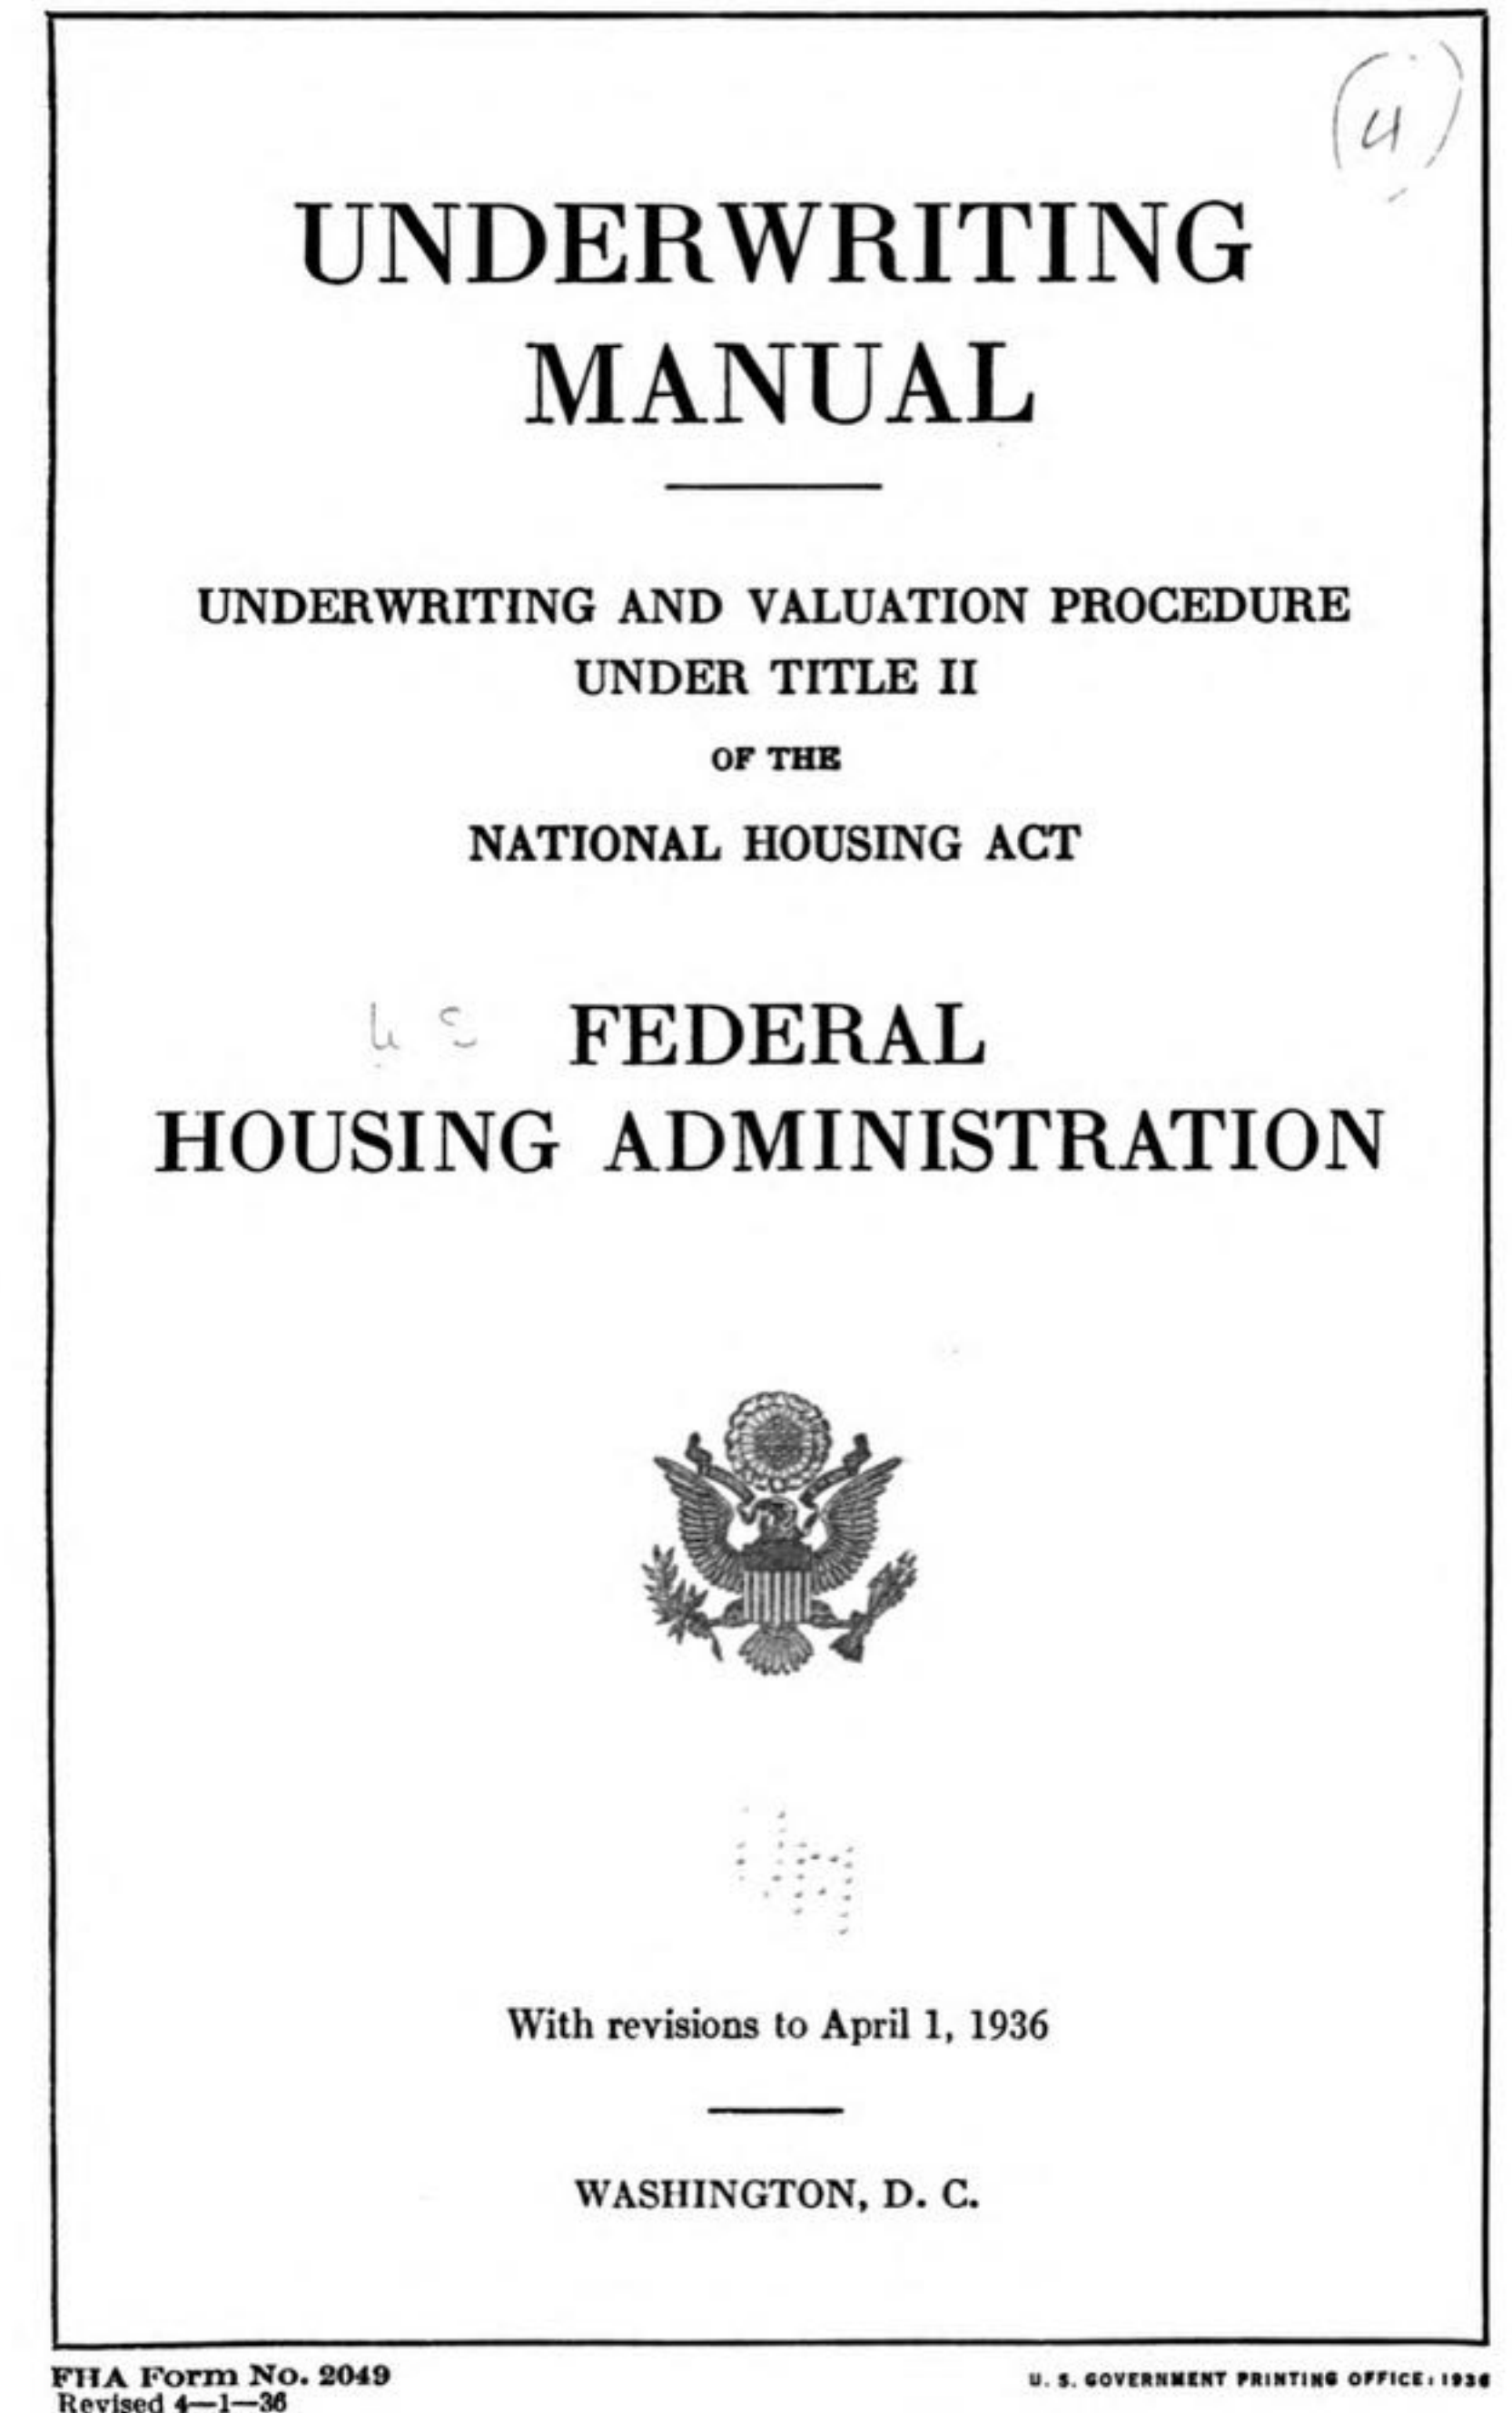 (4)
UNDERWRITING
MANUAL
UNDERWRITING AND VALUATION PROCEDURE
UNDER TITLE II
OF THE
NATIONAL HOUSING ACT
U S FEDERAL
HOUSING ADMINISTRATION
With revisions to April 1, 1936
WASHINGTON, D. C.
FHA Form No. 2049
Revised 4—1—36
U. S. GOVERNMENT PRINTING OFFICE: 1936